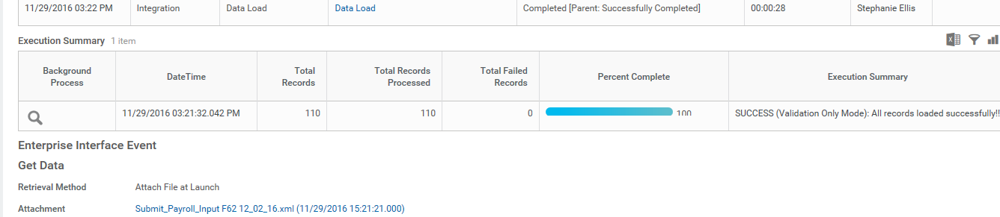 11/29/2016 03:22 PM Integration Data Load Data Load Completed [Parent: Successfully Completed] 00:00:28 Stephanie Ellis
Execution Summary 1 item
Background Process DateTime Total Records Total Records Processed Total Failed Records Percent Complete Execution Summary
11/29/2016 03:21:32.042 PM 110 110 0 100 SUCCESS (Validation Only Mode): All records loaded successfully!!
Enterprise Interface Event
Get Data
Retrieval Method Attach File at Launch
Attachment Submit_Payroll_Input F62 12_02_16.xml (11/29/2016 15:21:21.000)